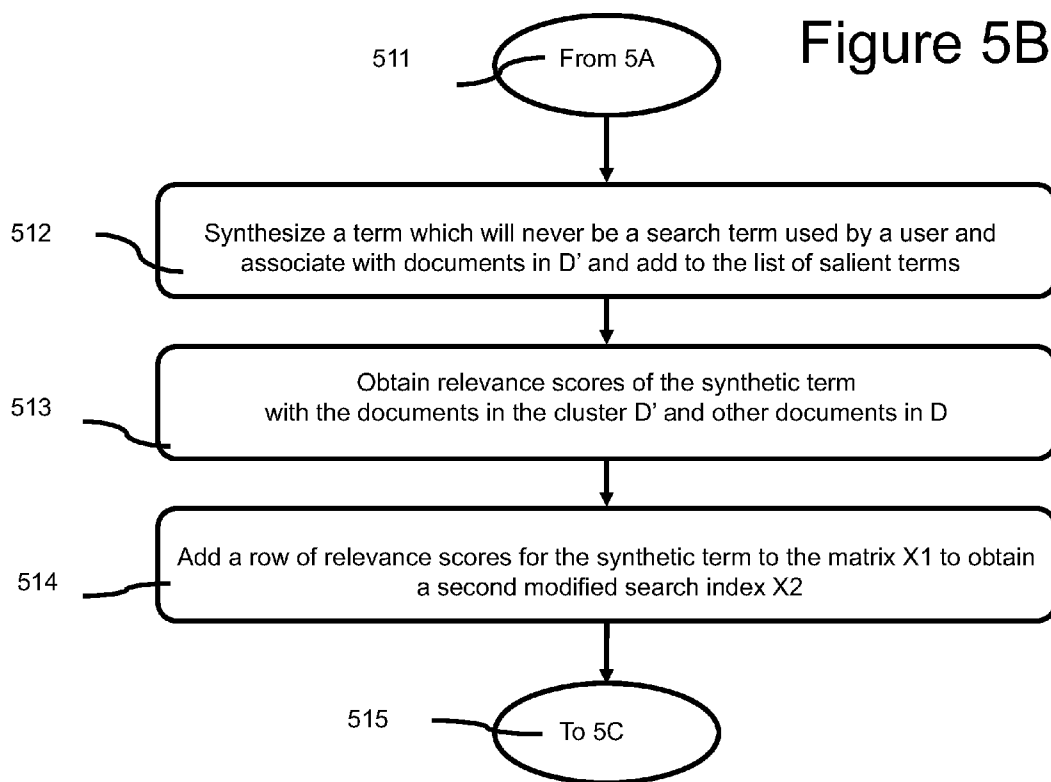 Figure 5B
511
From 5A
512
Synthesize a term which will never be a search term used by a user and
associate with documents in D’ and add to the list of salient terms
513
Obtain relevance scores of the synthetic term
with the documents in the cluster D’ and other documents in D
514
Add a row of relevance scores for the synthetic term to the matrix X1 to obtain
a second modified search index X2
515
To 5C